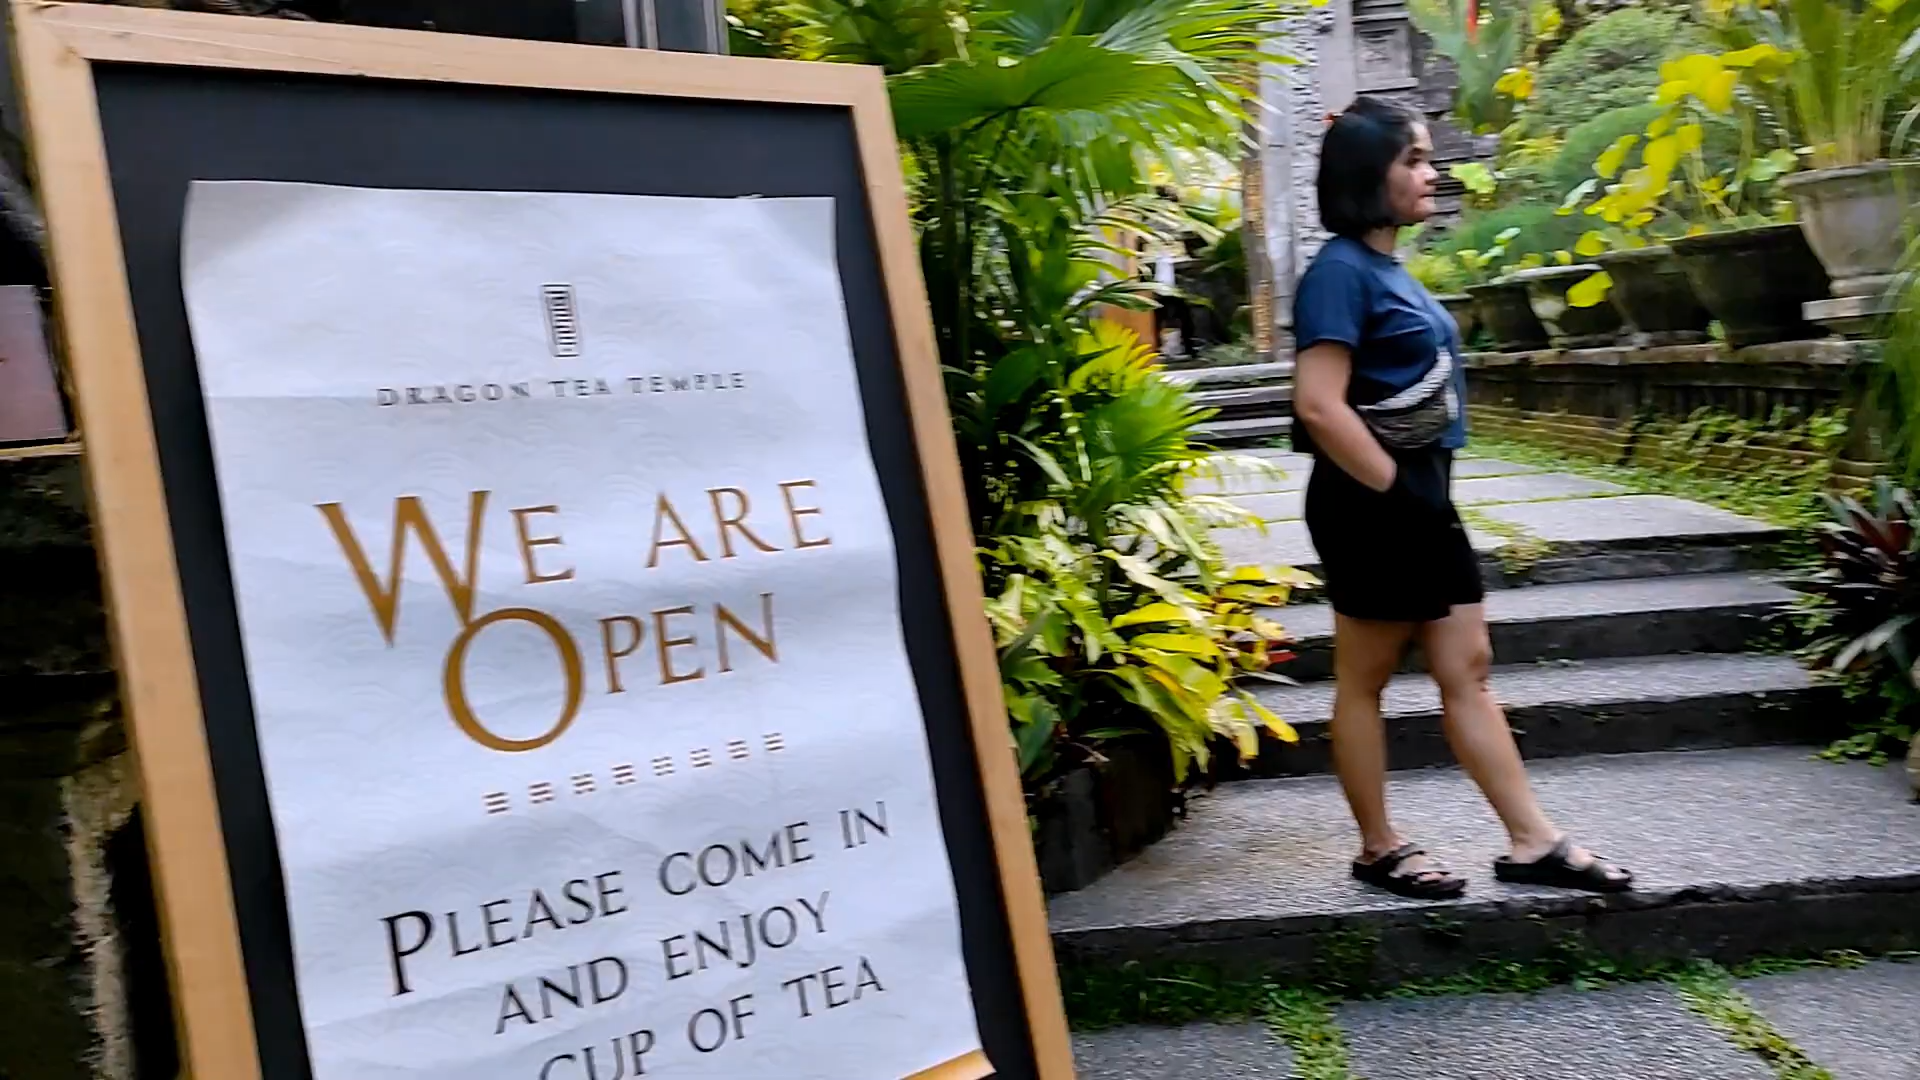 DRAGON TEA TEMPLE
WE ARE
OPEN
PLEASE COME IN
AND ENJOY
CUP OF TEA